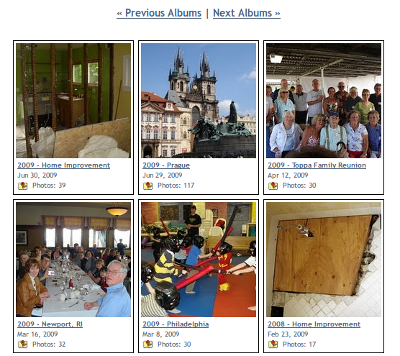 « Previous Albums | Next Albums »
2009 - Home Improvement
Jun 30, 2009
Photos: 39
2009 - Prague
Jun 29, 2009
Photos: 117
2009 - Toppa Family Reunion
Apr 12, 2009
Photos: 30
2009 - Newport, RI
Mar 16, 2009
Photos: 32
2009 - Philadelphia
Mar 8, 2009
Photos: 30
2008 - Home Improvement
Feb 23, 2009
Photos: 17